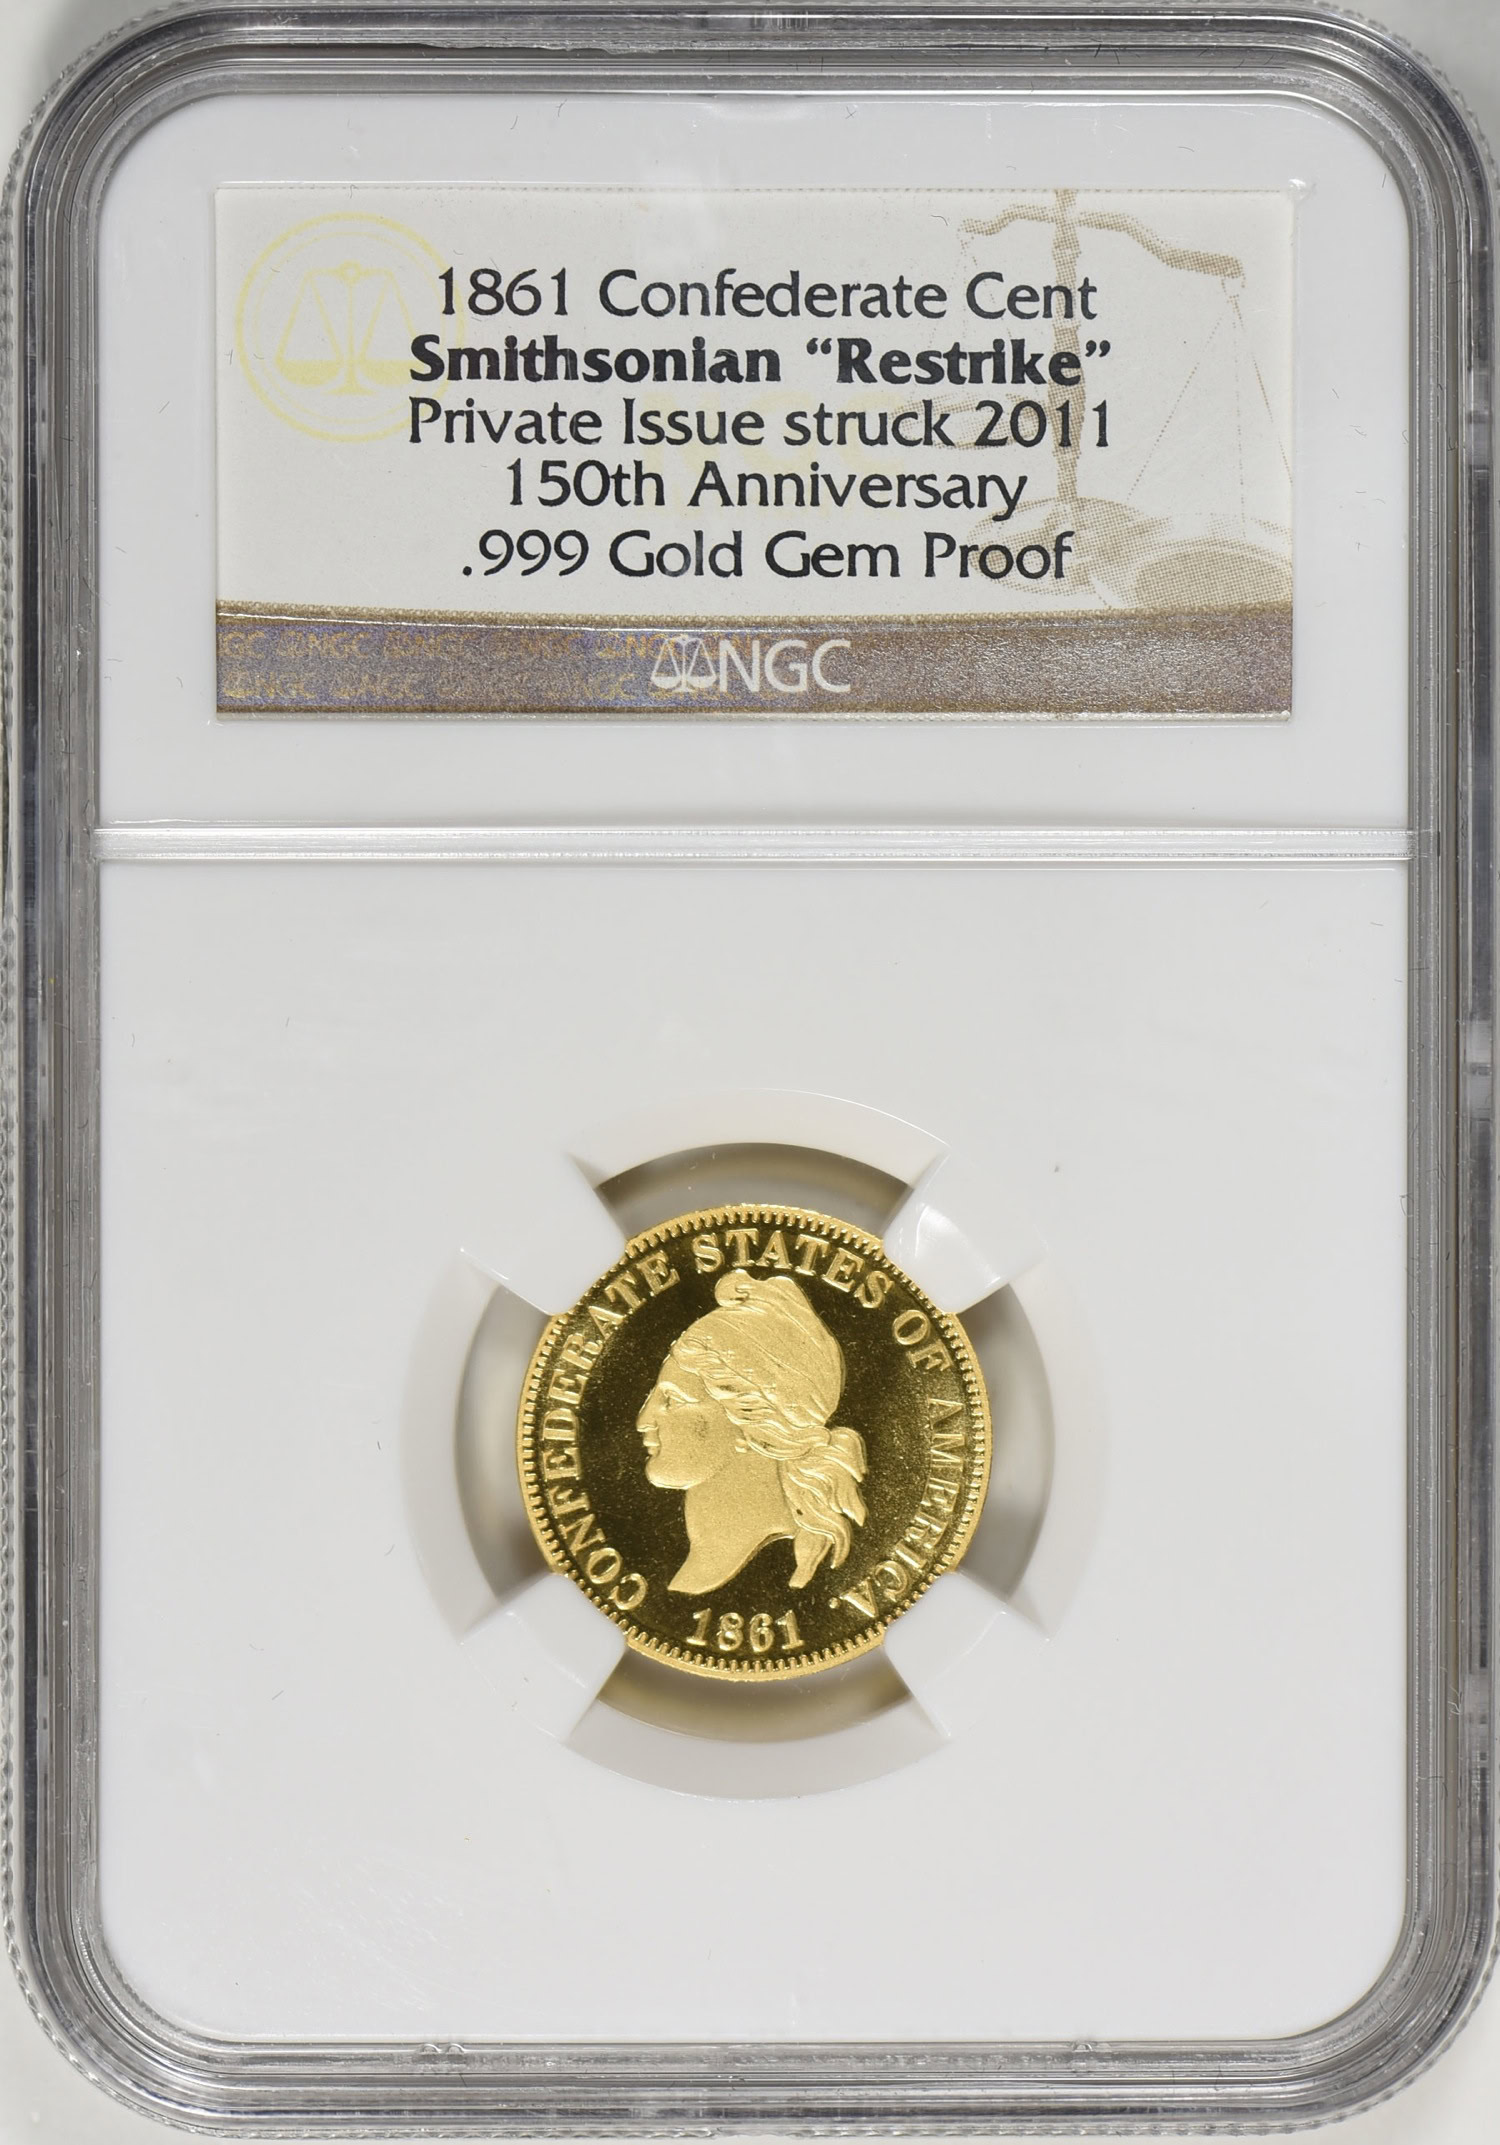 1861 Confederate Cent
Smithsonian “Restrike”
Private Issue struck 2011
150th Anniversary
.999 Gold Gem Proof
NGC
CONFEDERATE STATES OF AMERICA.
1861